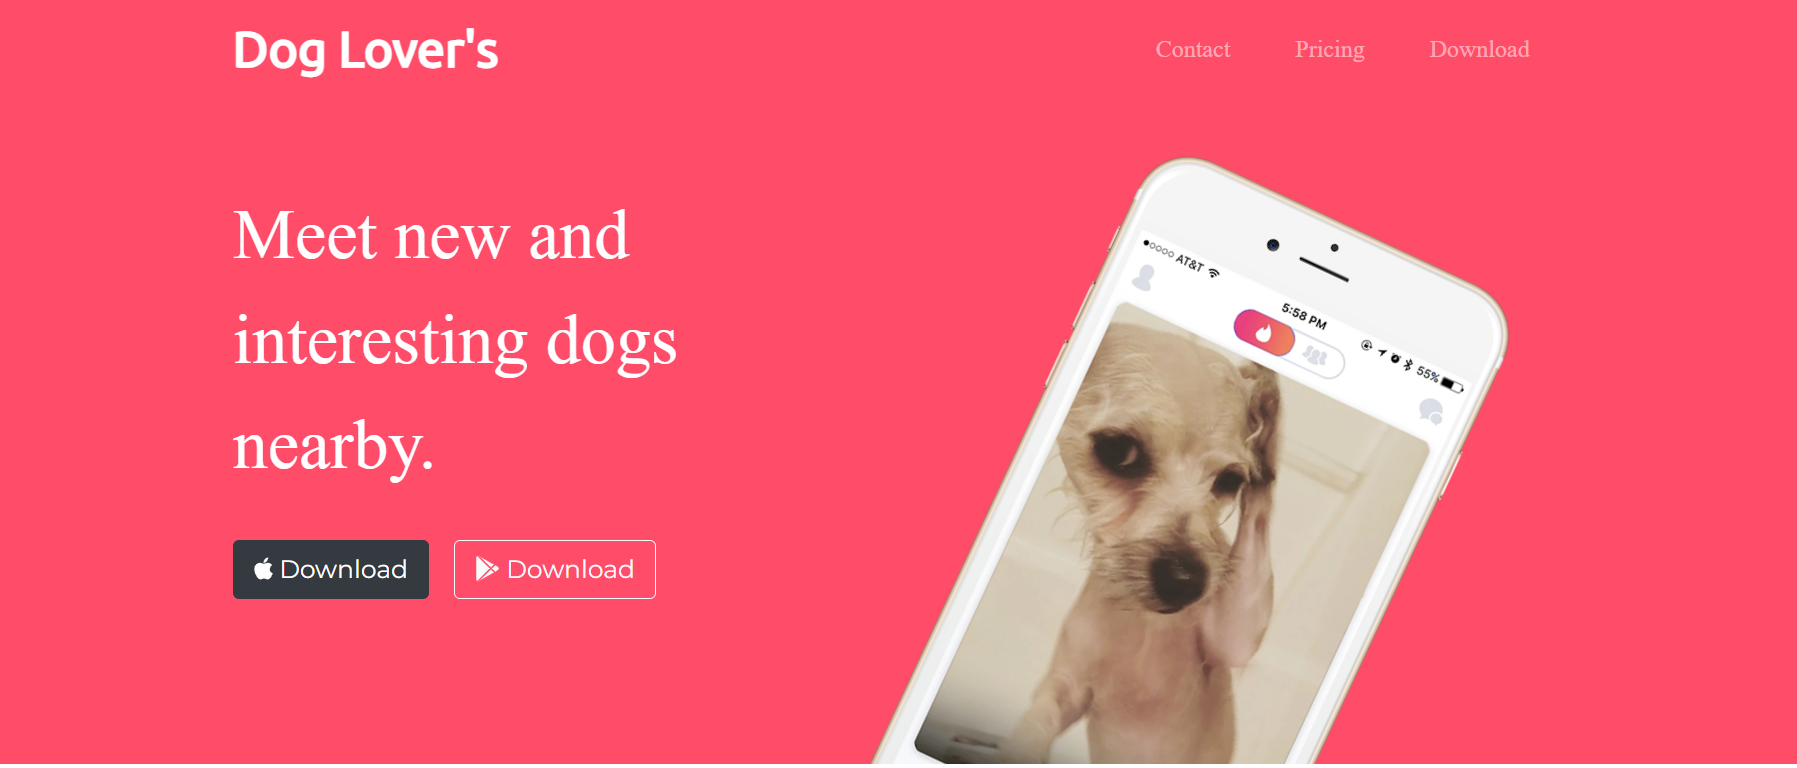 Dog Lover's
Contact Pricing Download
Meet new and
interesting dogs
nearby.
Download Download
AT&T
5:58 PM
55%